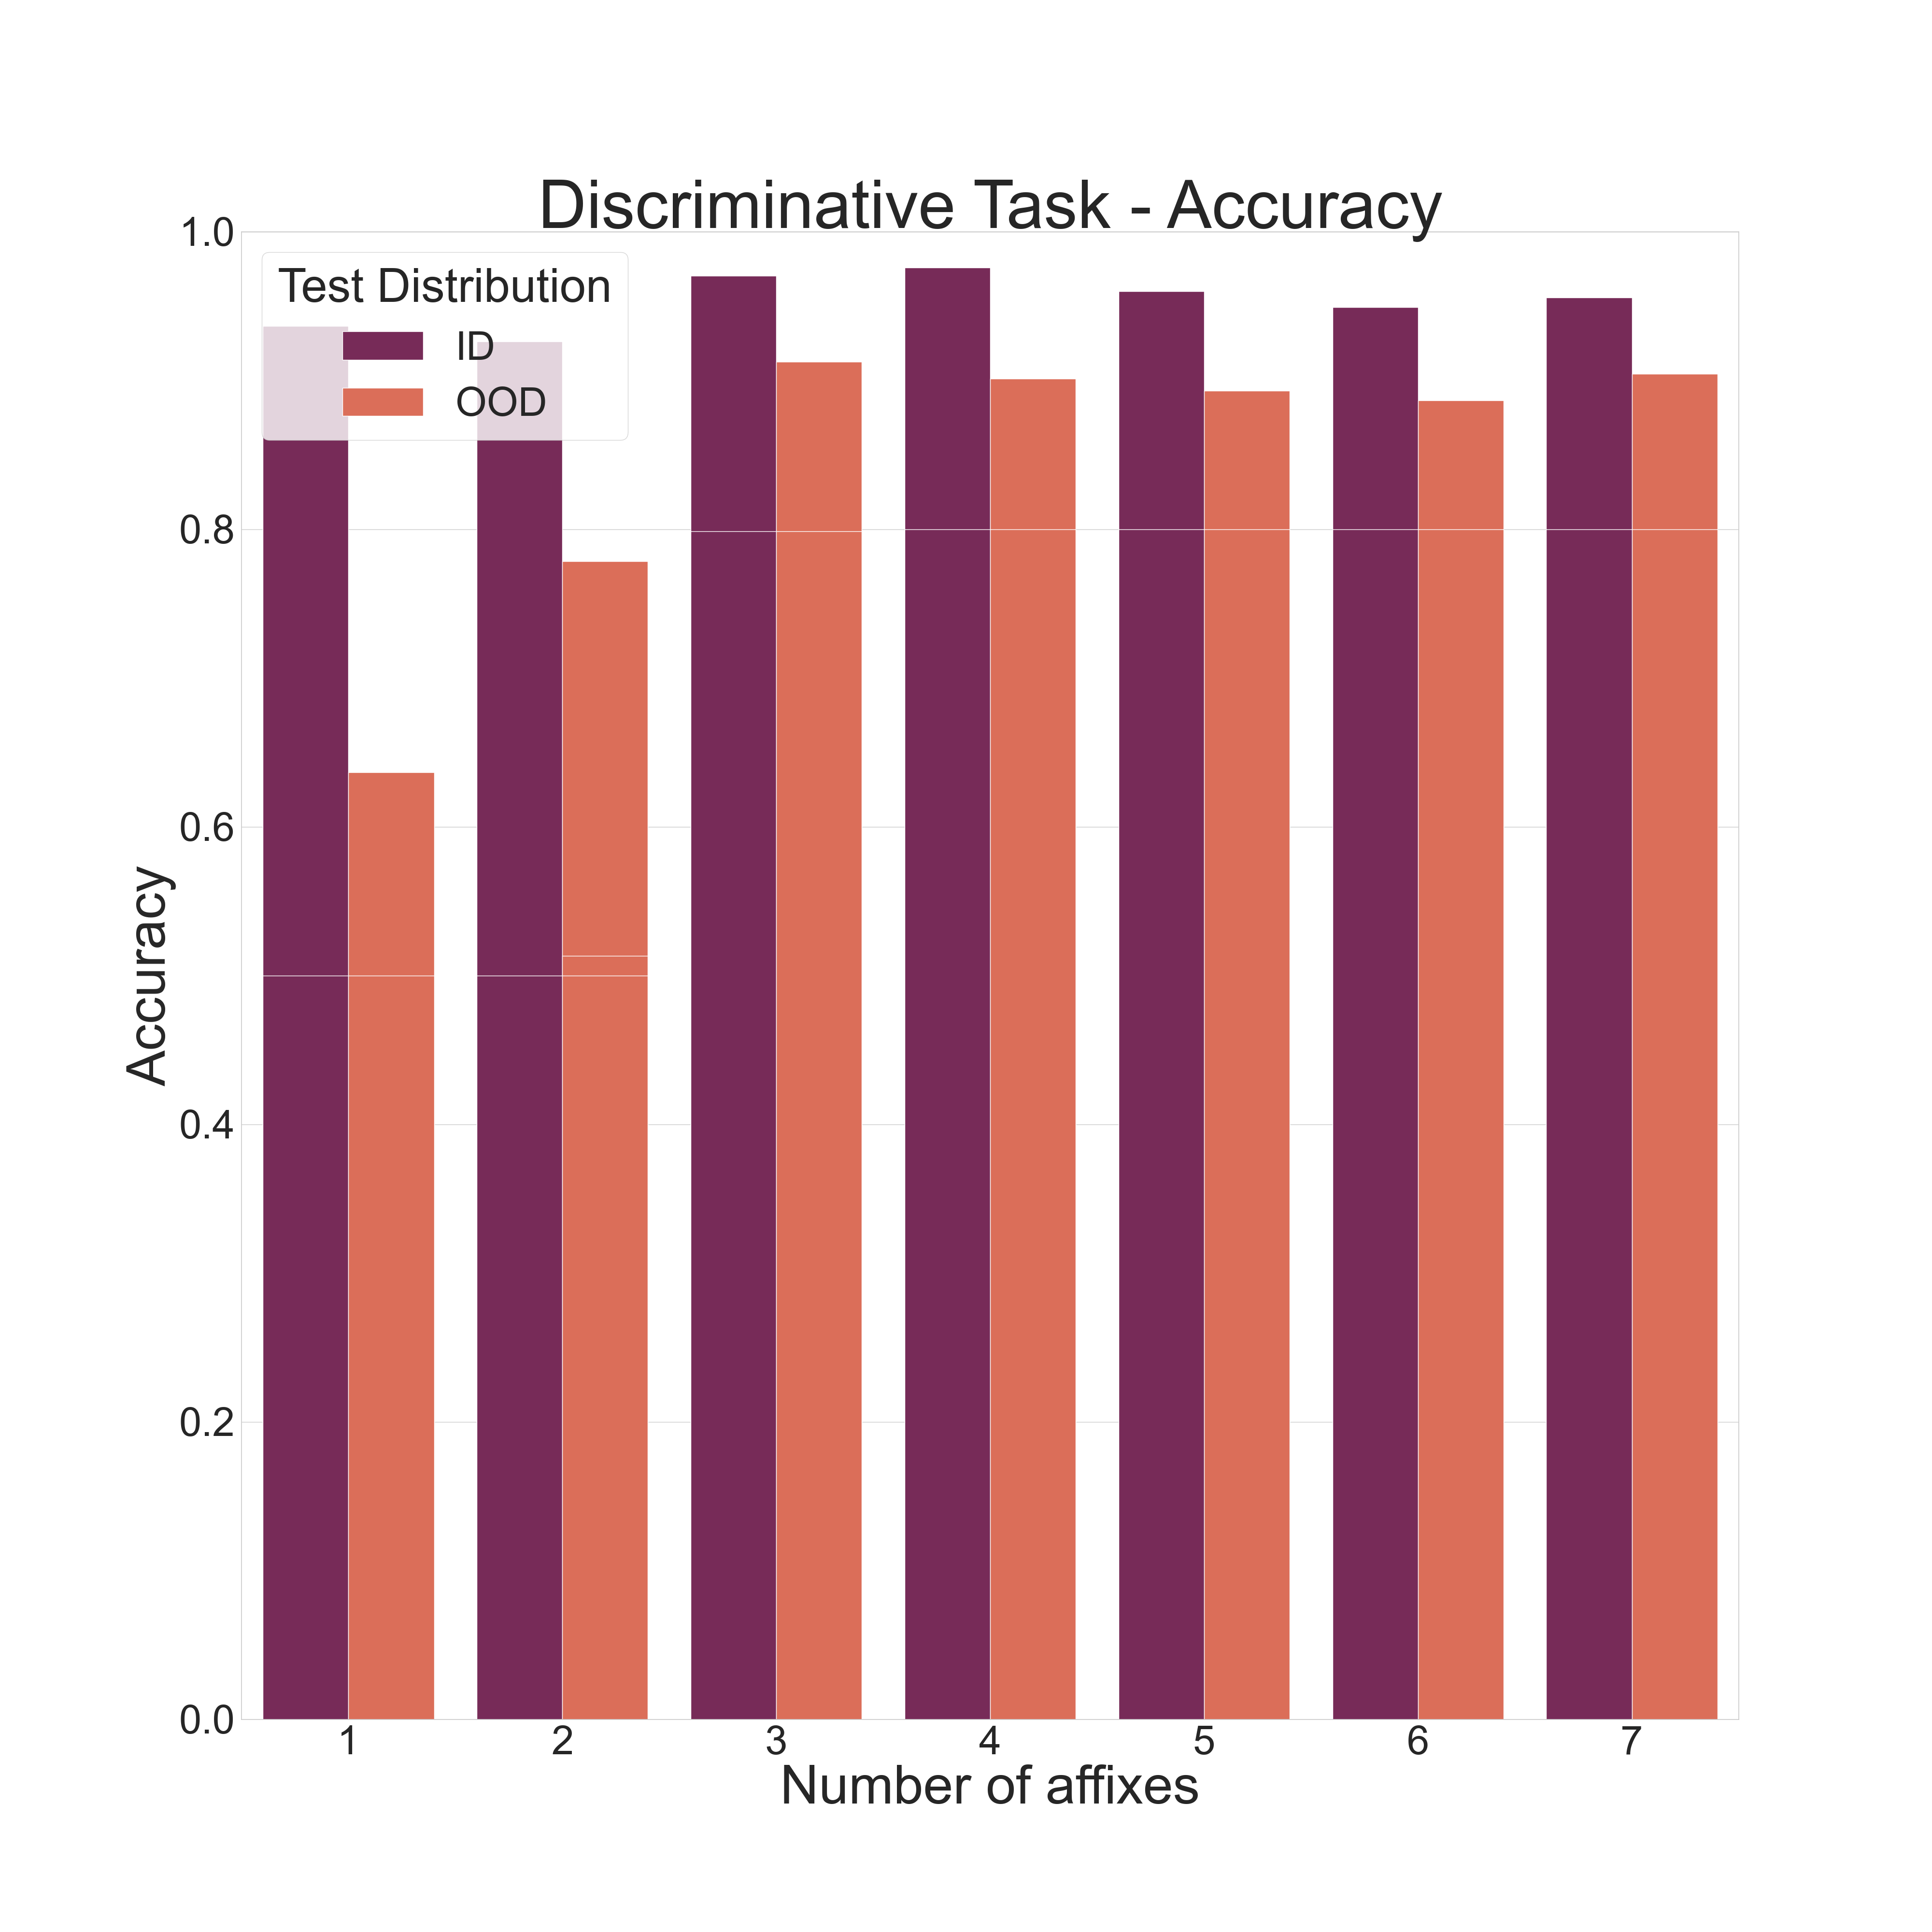 Discriminative Task - Accuracy
1.0
0.8
0.6
0.4
0.2
0.0
Accuracy
Test Distribution
ID
OOD
1 2 3 4 5 6 7
Number of affixes